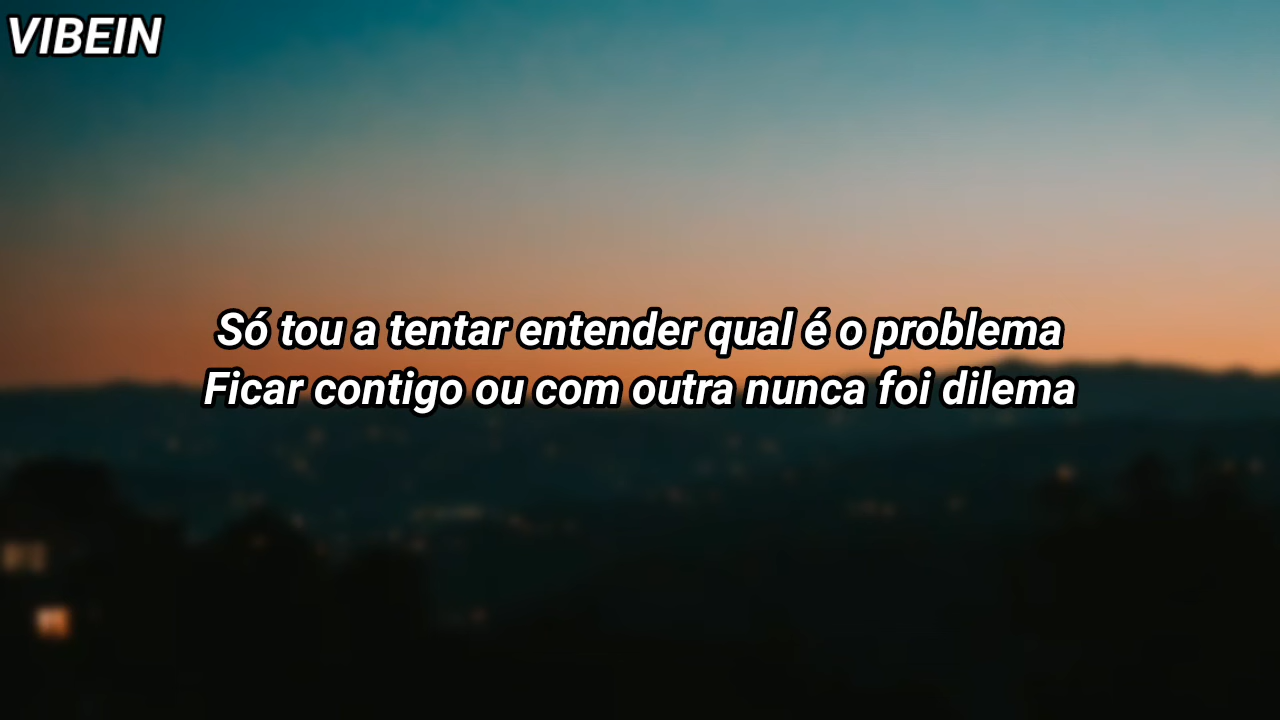 VIBEIN
Só tou a tentar entender qual é o problema
Ficar contigo ou com outra nunca foi dilema